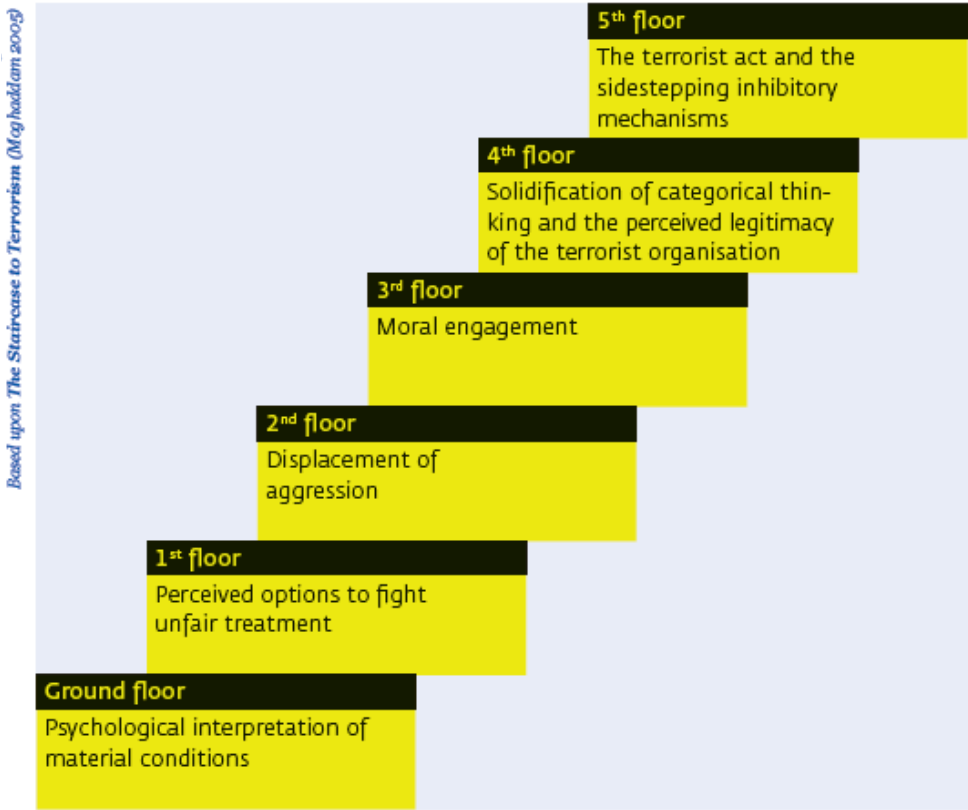 Based upon The Staircase to Terrorism (Moghaddam 2005)
5th floor
The terrorist act and the
sidestepping inhibitory
mechanisms
4th floor
Solidification of categorical thin-
king and the perceived legitimacy
of the terrorist organisation
3rd floor
Moral engagement
2nd floor
Displacement of
aggression
1st floor
Perceived options to fight
unfair treatment
Ground floor
Psychological interpretation of
material conditions